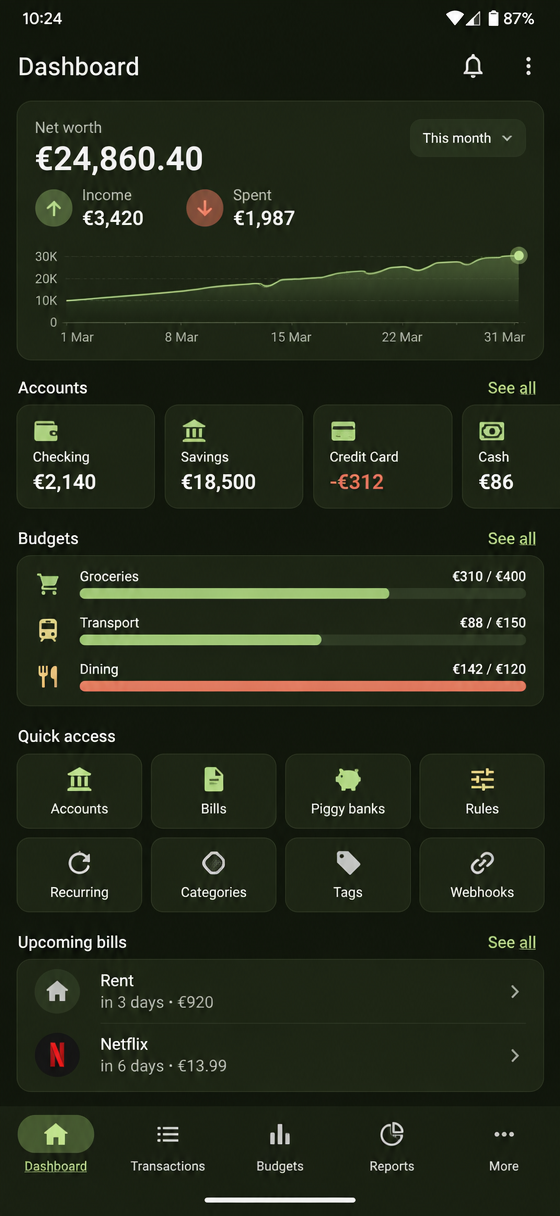 10:24
87%
Dashboard
Net worth
€24,860.40
This month
Income
€3,420
Spent
€1,987
30K
20K
10K
0
1 Mar
8 Mar
15 Mar
22 Mar
31 Mar
Accounts
See all
Checking
€2,140
Savings
€18,500
Credit Card
-€312
Cash
€86
Budgets
See all
Groceries
€310 / €400
Transport
€88 / €150
Dining
€142 / €120
Quick access
Accounts
Bills
Piggy banks
Rules
Recurring
Categories
Tags
Webhooks
Upcoming bills
See all
Rent
in 3 days • €920
N
Netflix
in 6 days • €13.99
Dashboard
Transactions
Budgets
Reports
More